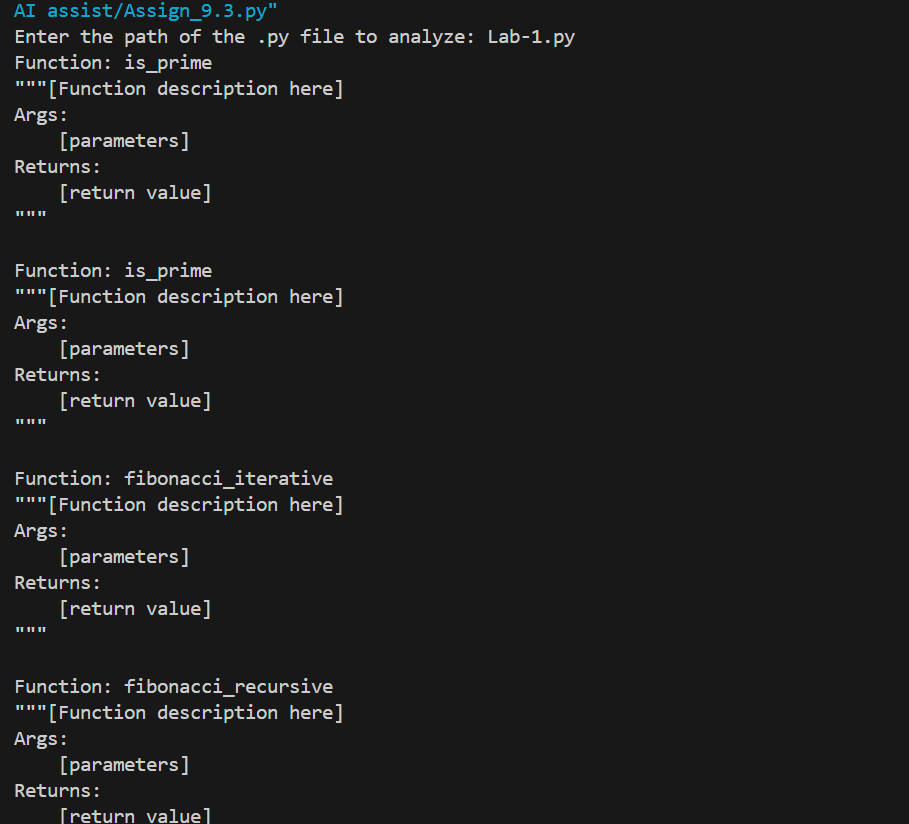 AI assist/Assign_9.3.py"
Enter the path of the .py file to analyze: Lab-1.py
Function: is_prime
"""[Function description here]
Args:
    [parameters]
Returns:
    [return value]
"""

Function: is_prime
"""[Function description here]
Args:
    [parameters]
Returns:
    [return value]
"""

Function: fibonacci_iterative
"""[Function description here]
Args:
    [parameters]
Returns:
    [return value]
"""

Function: fibonacci_recursive
"""[Function description here]
Args:
    [parameters]
Returns:
    [return value]